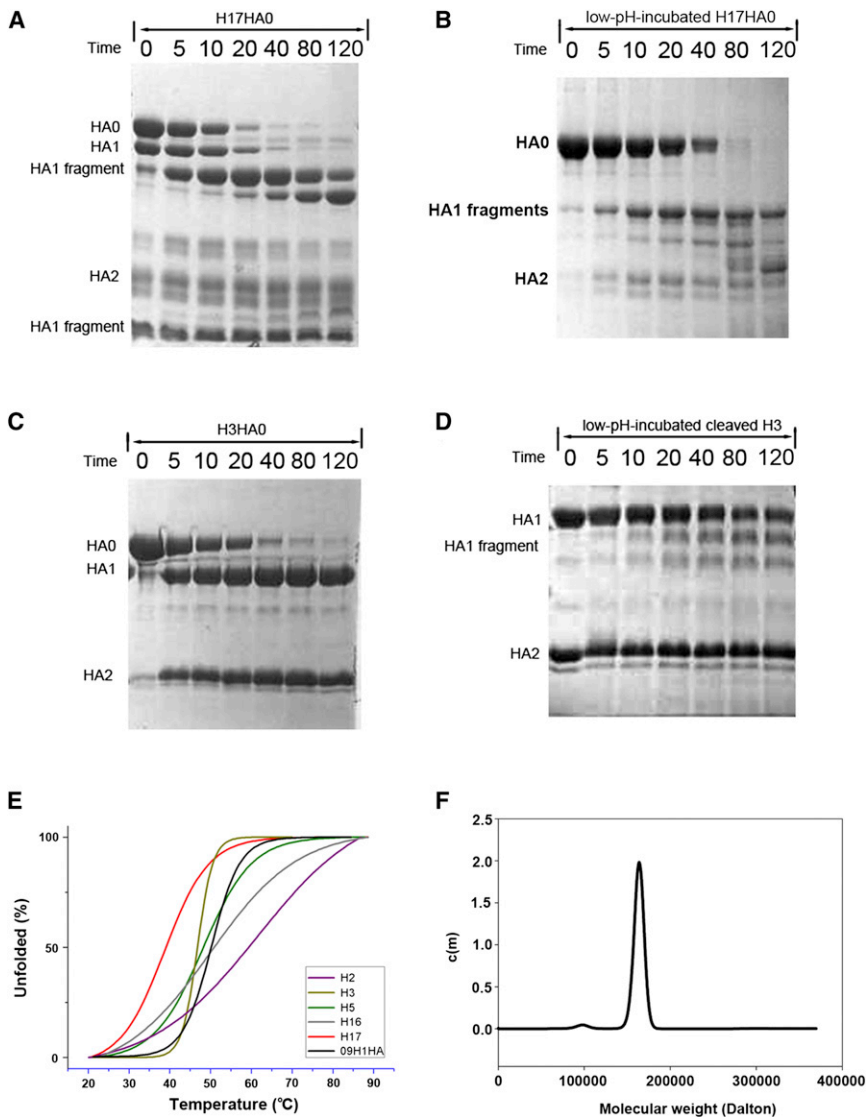 A
H17HA0
Time 0 5 10 20 40 80 120
HA0
HA1
HA1 fragment
HA2
HA1 fragment
B
low-pH-incubated H17HA0
Time 0 5 10 20 40 80 120
HA0
HA1 fragments
HA2
C
H3HA0
Time 0 5 10 20 40 80 120
HA0
HA1
HA2
D
low-pH-incubated cleaved H3
Time 0 5 10 20 40 80 120
HA1
HA1 fragment
HA2
E
100
50
0
Unfolded (%)
H2
H3
H5
H16
H17
09H1HA
20 30 40 50 60 70 80 90
Temperature (℃)
F
2.5
2.0
1.5
1.0
0.5
0.0
c(m)
0 100000 200000 300000 400000
Molecular weight (Dalton)